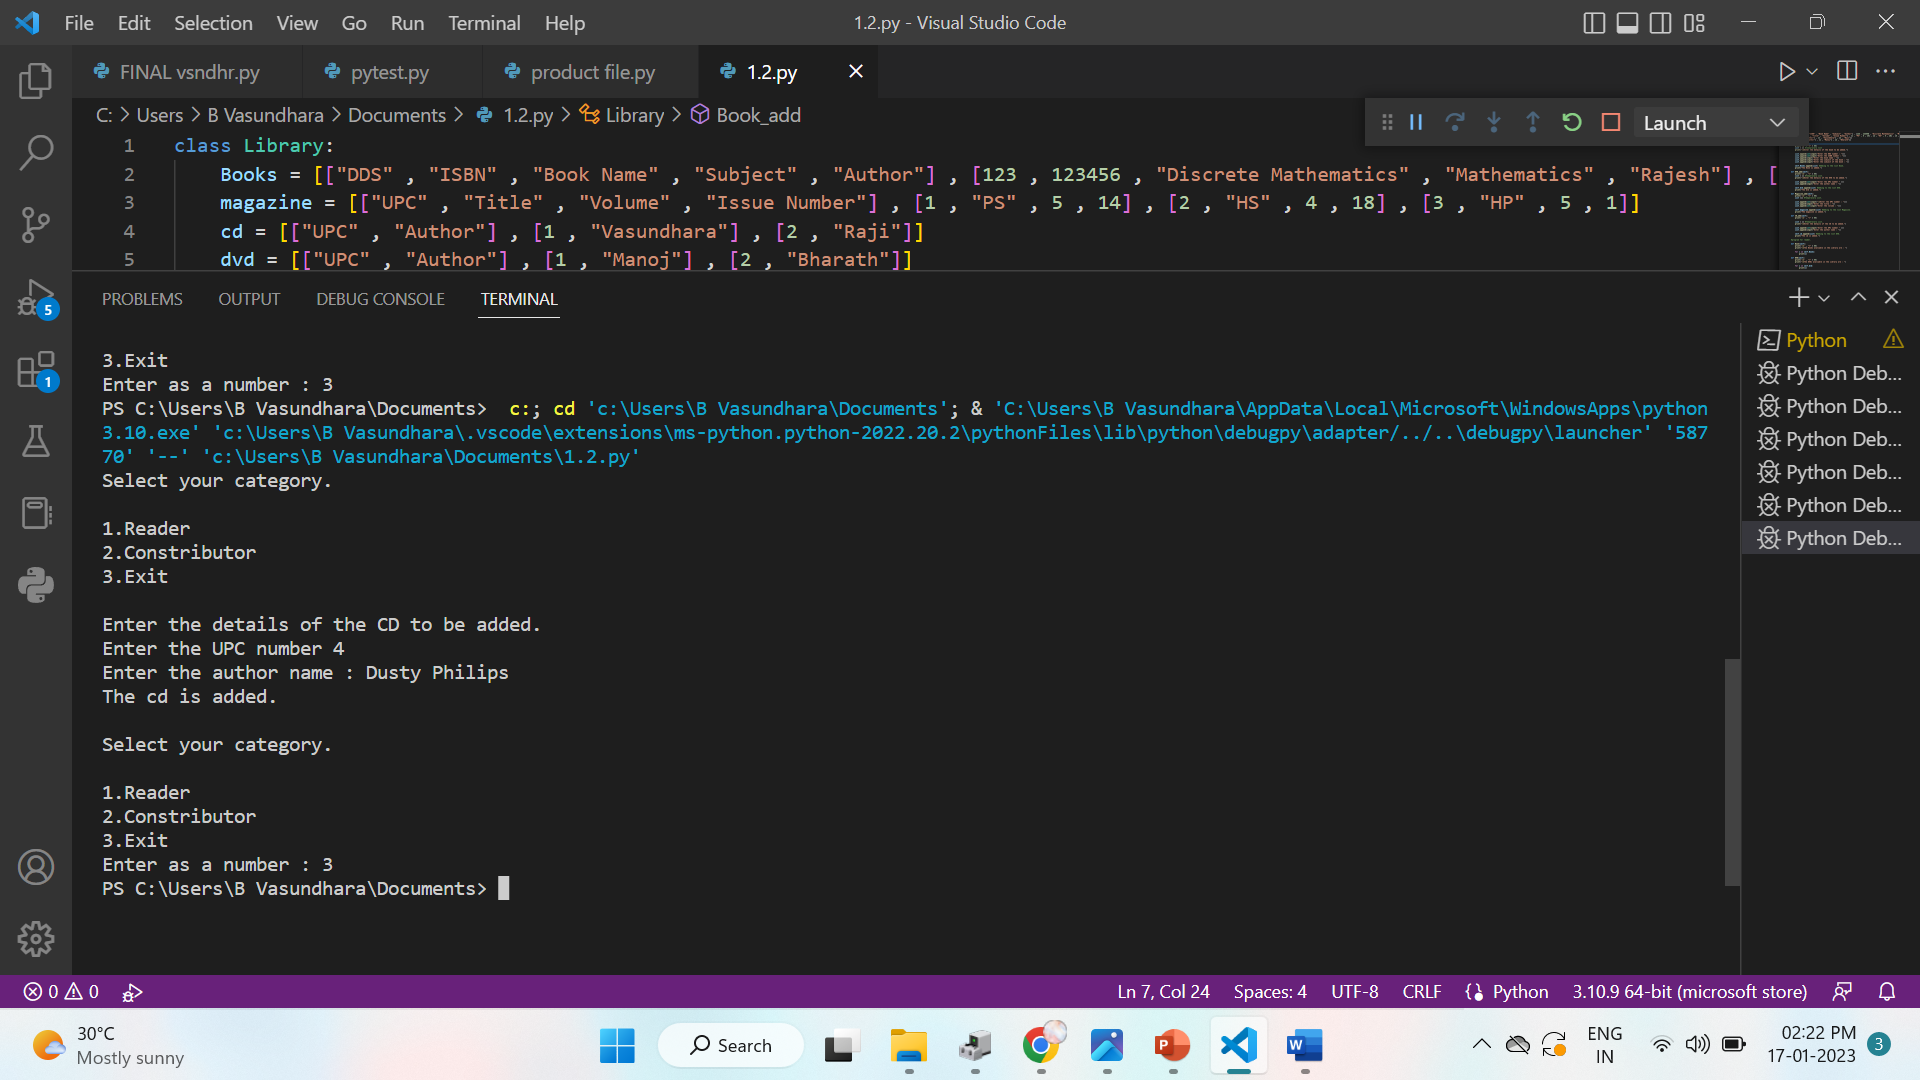 File Edit Selection View Go Run Terminal Help 1.2.py - Visual Studio Code
FINAL vsndhr.py pytest.py product file.py 1.2.py
C: > Users > B Vasundhara > Documents > 1.2.py > Library > Book_add
Launch
1 class Library:
2 Books = [["DDS" , "ISBN" , "Book Name" , "Subject" , "Author"] , [123 , 123456 , "Discrete Mathematics" , "Mathematics" , "Rajesh"] , [
3 magazine = [["UPC" , "Title" , "Volume" , "Issue Number"] , [1 , "PS" , 5 , 14] , [2 , "HS" , 4 , 18] , [3 , "HP" , 5 , 1]]
4 cd = [["UPC" , "Author"] , [1 , "Vasundhara"] , [2 , "Raji"]]
5 dvd = [["UPC" , "Author"] , [1 , "Manoj"] , [2 , "Bharath"]]
PROBLEMS OUTPUT DEBUG CONSOLE TERMINAL
3.Exit
Enter as a number : 3
PS C:\Users\B Vasundhara\Documents> c:; cd 'c:\Users\B Vasundhara\Documents'; & 'C:\Users\B Vasundhara\AppData\Local\Microsoft\WindowsApps\python
3.10.exe' 'c:\Users\B Vasundhara\.vscode\extensions\ms-python.python-2022.20.2\pythonFiles\lib\python\debugpy\adapter/../..\debugpy\launcher' '587
70' '--' 'c:\Users\B Vasundhara\Documents\1.2.py'
Select your category.
1.Reader
2.Constributor
3.Exit
Enter the details of the CD to be added.
Enter the UPC number 4
Enter the author name : Dusty Philips
The cd is added.
Select your category.
1.Reader
2.Constributor
3.Exit
Enter as a number : 3
PS C:\Users\B Vasundhara\Documents>
Python
Python Deb...
Python Deb...
Python Deb...
Python Deb...
Python Deb...
Python Deb...
5
1
0 0 Ln 7, Col 24 Spaces: 4 UTF-8 CRLF Python 3.10.9 64-bit (microsoft store)
30°C
Mostly sunny
Search
ENG
IN
02:22 PM
17-01-2023
3